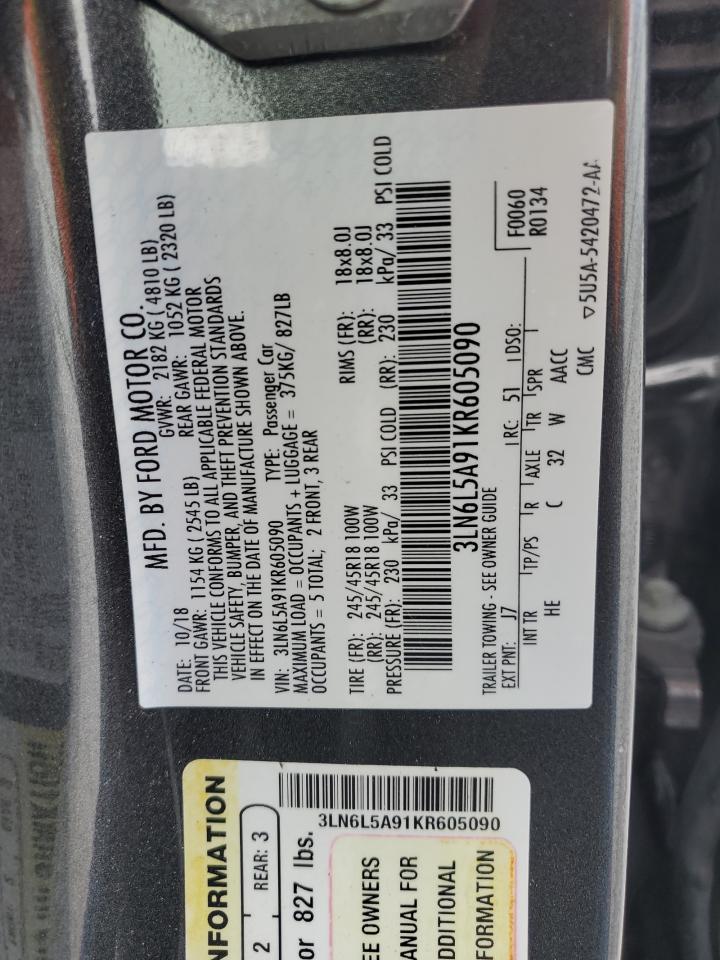 MFD. BY FORD MOTOR CO.
DATE: 10/18 GVWR: 2182 KG ( 4810 LB)
FRONT GAWR: 1154 KG ( 2545 LB) REAR GAWR: 1052 KG ( 2320 LB)
THIS VEHICLE CONFORMS TO ALL APPLICABLE FEDERAL MOTOR
VEHICLE SAFETY, BUMPER, AND THEFT PREVENTION STANDARDS
IN EFFECT ON THE DATE OF MANUFACTURE SHOWN ABOVE.
VIN: 3LN6L5A91KR605090 TYPE: Passenger Car
MAXIMUM LOAD = OCCUPANTS + LUGGAGE = 375KG/ 827LB
OCCUPANTS = 5 TOTAL; 2 FRONT, 3 REAR
TIRE (FR): 245/45R18 100W RIMS (FR): 18x8.0J
(RR): 245/45R18 100W (RR): 18x8.0J
PRESSURE (FR): 230 kPa/ 33 PSI COLD (RR): 230 kPa/ 33 PSI COLD
3LN6L5A91KR605090
TRAILER TOWING - SEE OWNER GUIDE
F0060
R0134
EXT PNT: J7 RC: 51 DSO:
INT TR TP/PS R AXLE TR SPR
HE C 32 W AACC
CMC ▽5U5A-5420472-AA
3LN6L5A91KR605090
NFORMATION
2 REAR: 3
or 827 lbs.
EE OWNERS
ANUAL FOR
DDITIONAL
FORMATION